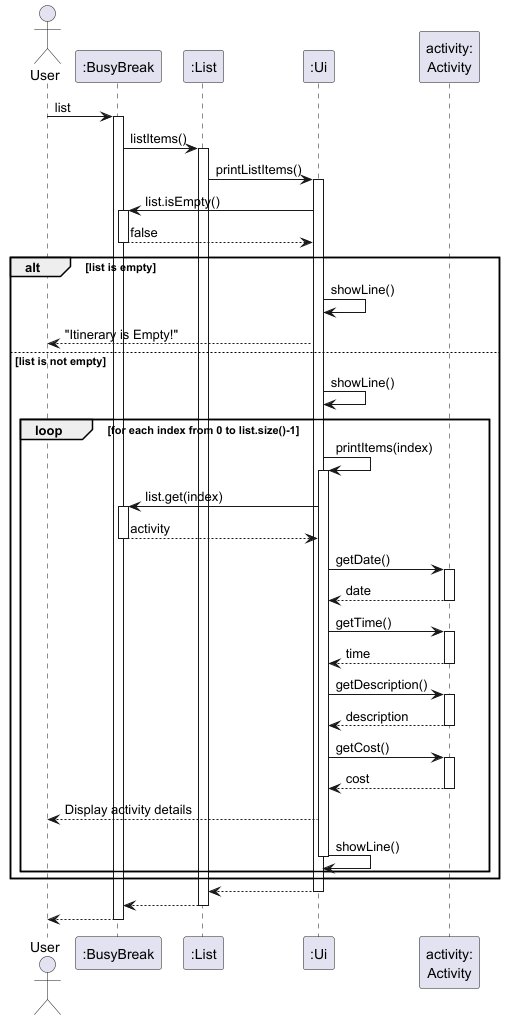 User
:BusyBreak
:List
:Ui
activity:
Activity
list
listItems()
printListItems()
list.isEmpty()
false
alt
[list is empty]
showLine()
"Itinerary is Empty!"
[list is not empty]
showLine()
loop
[for each index from 0 to list.size()-1]
printItems(index)
list.get(index)
activity
getDate()
date
getTime()
time
getDescription()
description
getCost()
cost
Display activity details
showLine()
User
:BusyBreak
:List
:Ui
activity:
Activity